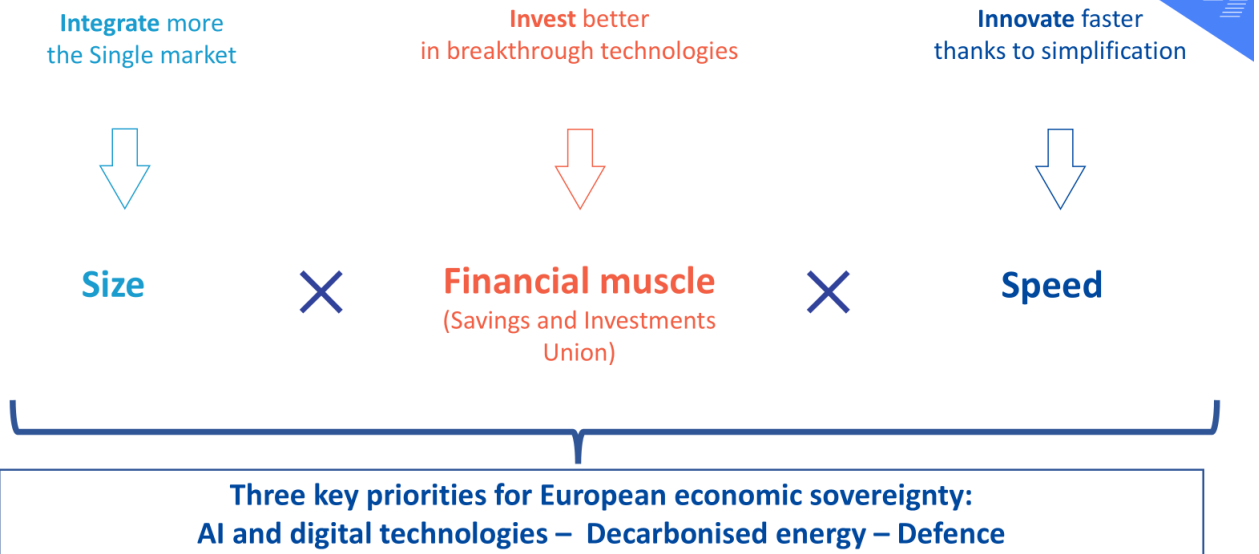 Integrate more
the Single market
Invest better
in breakthrough technologies
Innovate faster
thanks to simplification
Size
Financial muscle
(Savings and Investments
Union)
Speed
Three key priorities for European economic sovereignty:
AI and digital technologies – Decarbonised energy – Defence